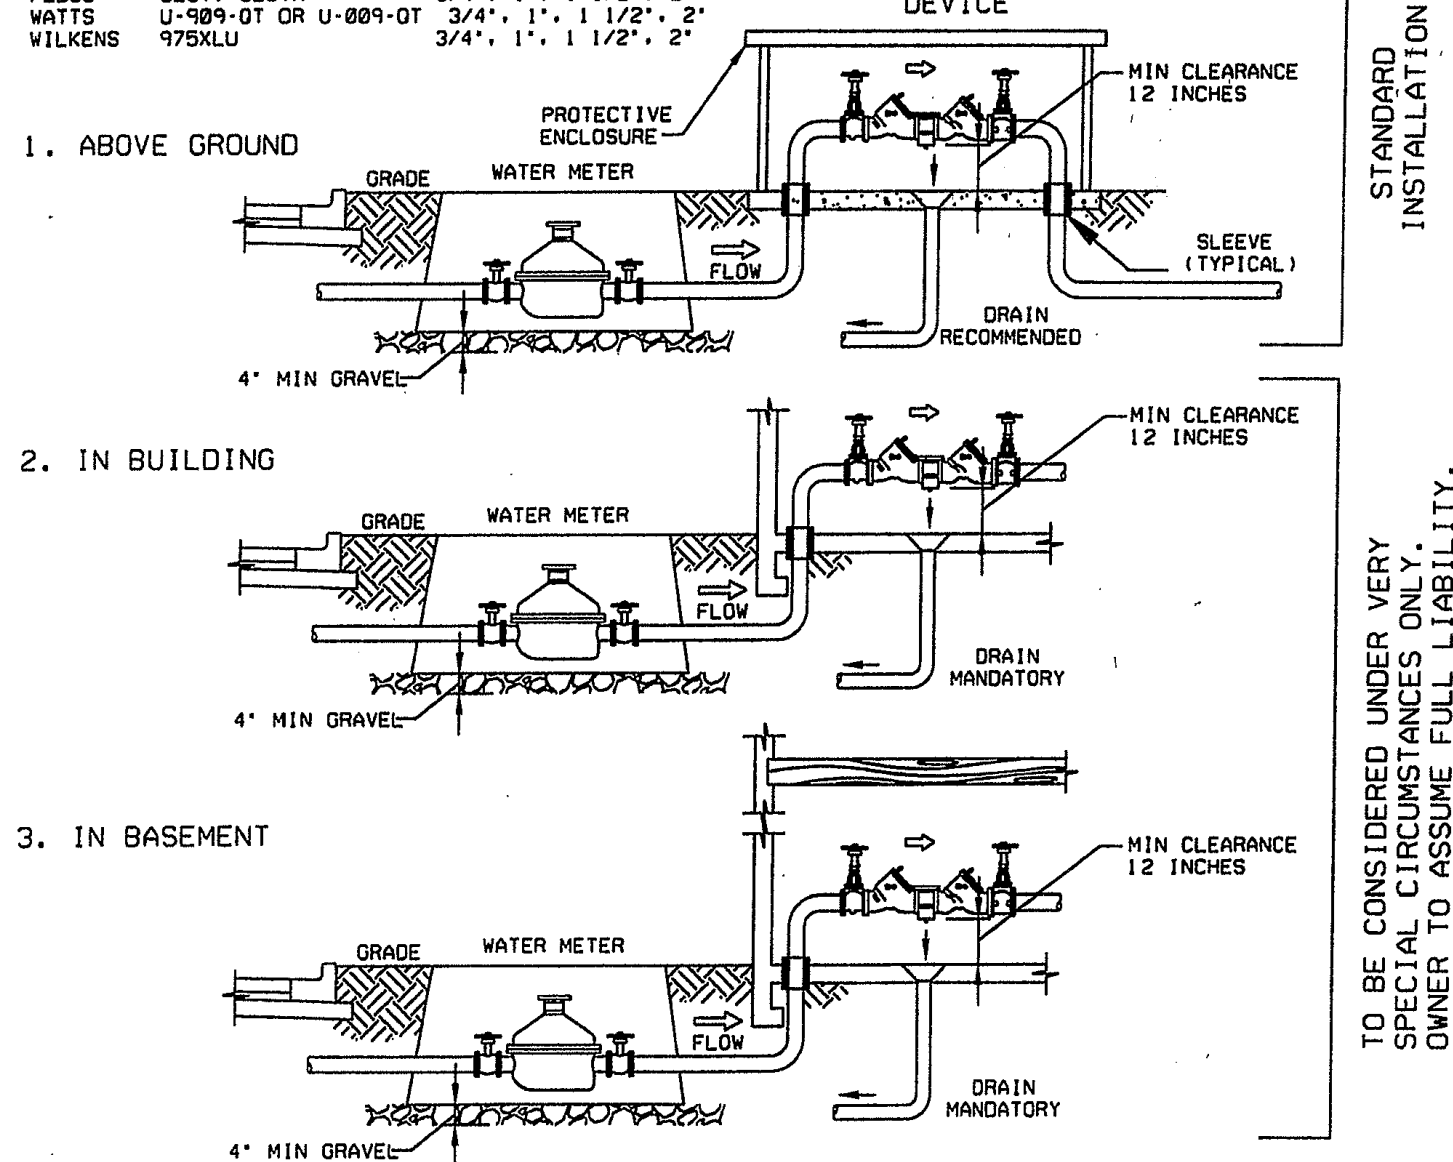 WATTS U-909-QT OR U-009-QT 3/4", 1", 1 1/2", 2"
WILKENS 975XLU 3/4", 1", 1 1/2", 2"
DEVICE
STANDARD
INSTALLATION
1. ABOVE GROUND
PROTECTIVE
ENCLOSURE
MIN CLEARANCE
12 INCHES
GRADE
WATER METER
FLOW
SLEEVE
(TYPICAL)
DRAIN
RECOMMENDED
4" MIN GRAVEL
2. IN BUILDING
MIN CLEARANCE
12 INCHES
GRADE
WATER METER
FLOW
DRAIN
MANDATORY
4" MIN GRAVEL
3. IN BASEMENT
MIN CLEARANCE
12 INCHES
GRADE
WATER METER
FLOW
DRAIN
MANDATORY
4" MIN GRAVEL
TO BE CONSIDERED UNDER VERY
SPECIAL CIRCUMSTANCES ONLY.
OWNER TO ASSUME FULL LIABILITY.